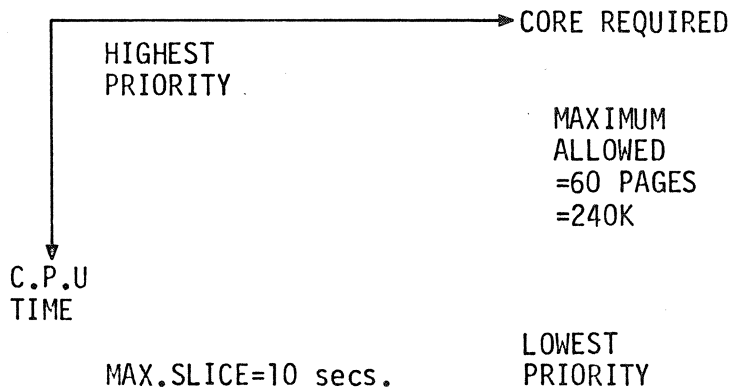 CORE REQUIRED
HIGHEST
PRIORITY
MAXIMUM
ALLOWED
=60 PAGES
=240K
C.P.U
TIME
MAX.SLICE=10 secs.
LOWEST
PRIORITY